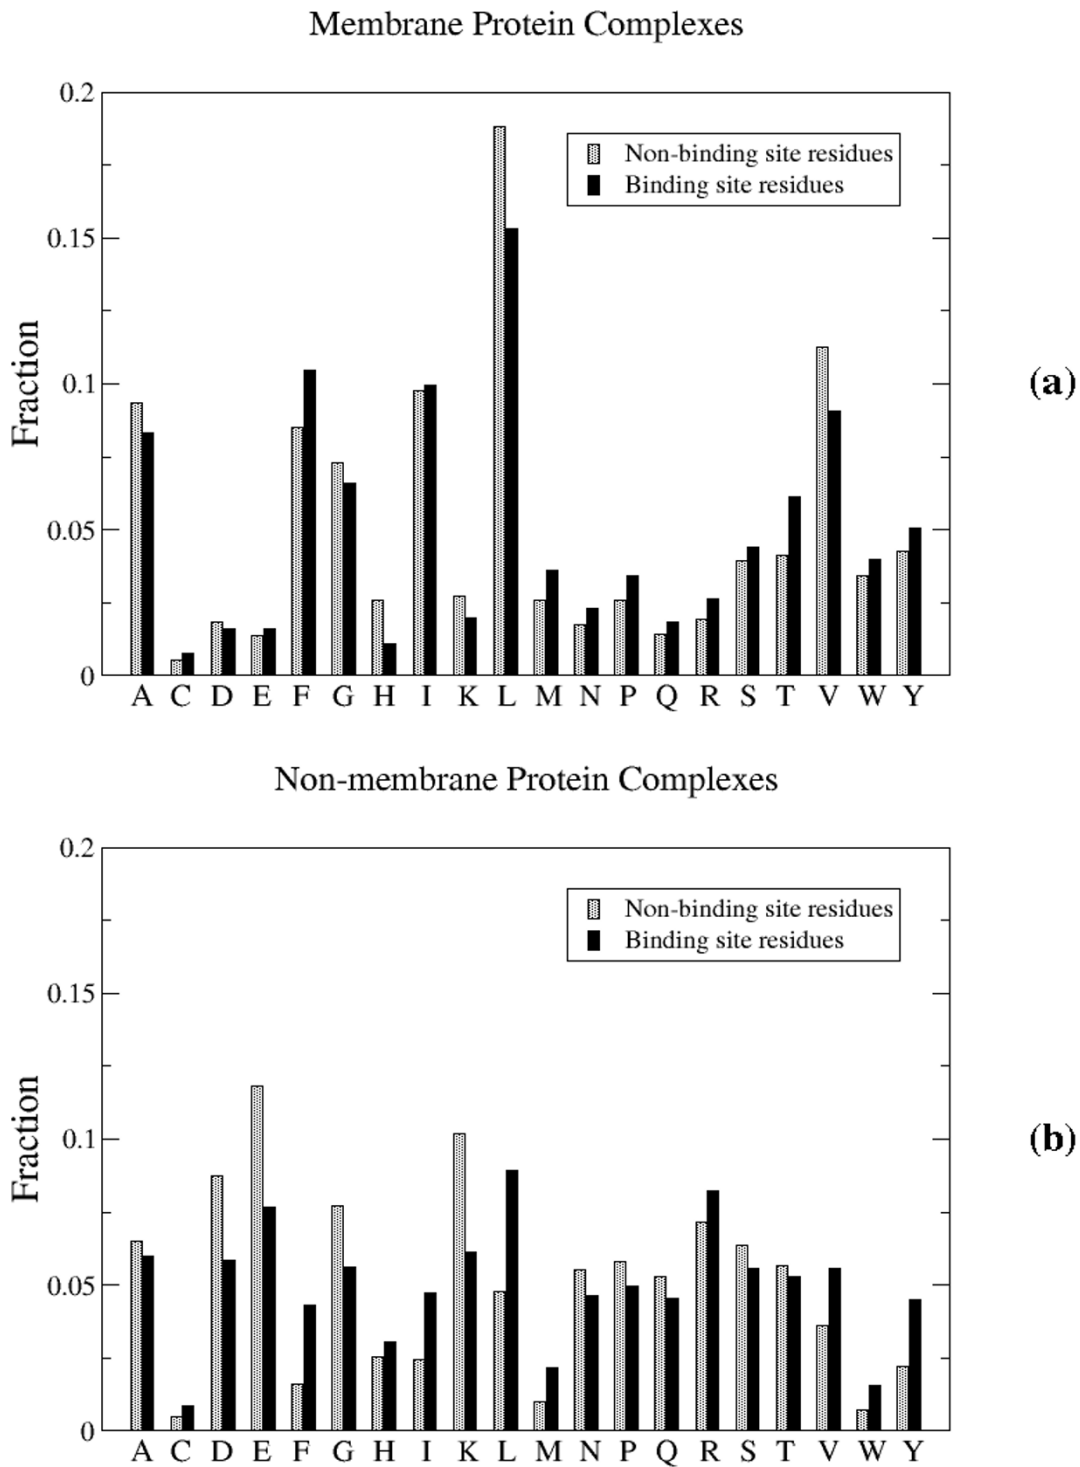 Membrane Protein Complexes
0.2
Non-binding site residues
Binding site residues
0.15
Fraction
0.1
(a)
0.05
0
A C D E F G H I K L M N P Q R S T V W Y
Non-membrane Protein Complexes
0.2
Non-binding site residues
Binding site residues
0.15
Fraction
0.1
(b)
0.05
0
A C D E F G H I K L M N P Q R S T V W Y